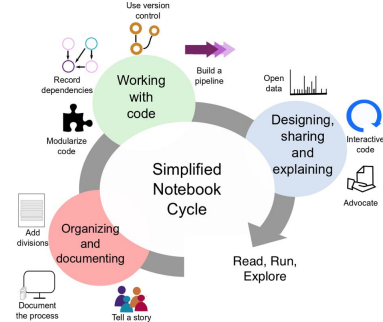 Use version
control
Record
dependencies
Working
with
code
Build a
pipeline
Open
data
Modularize
code
Designing,
sharing
and
explaining
Interactive
code
Advocate
Simplified
Notebook
Cycle
Add
divisions
Organizing
and
documenting
Read, Run,
Explore
Document
the process
Tell a story